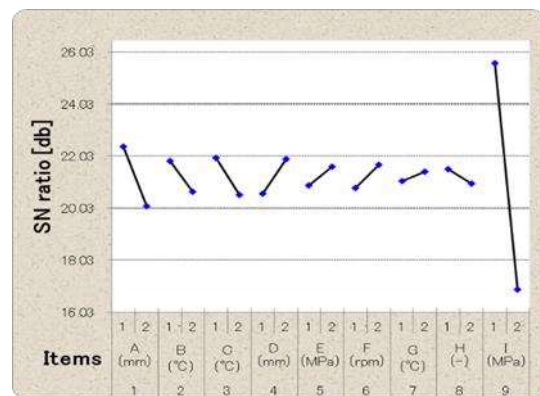 26.03
24.03
22.03
20.03
18.03
16.03
SN ratio [db]
1 2 1 2 1 2 1 2 1 2 1 2 1 2 1 2 1 2
Items
A B C D E F G H I
(mm) (℃) (℃) (mm) (MPa) (rpm) (℃) (-) (MPa)
1 2 3 4 5 6 7 8 9